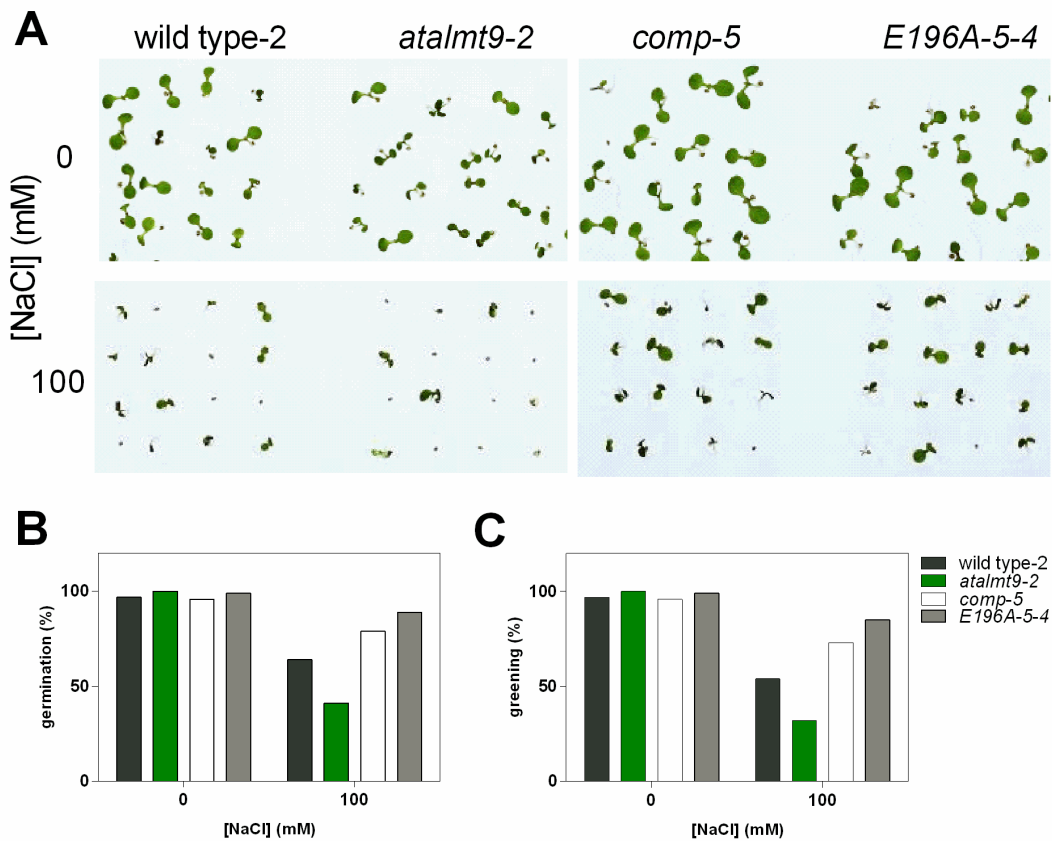 A
wild type-2 atalmt9-2 comp-5 E196A-5-4
[NaCl] (mM)
0
100
B
germination (%)
100
50
0
0 100
[NaCl] (mM)
C
greening (%)
100
50
0
0 100
[NaCl] (mM)
wild type-2
atalmt9-2
comp-5
E196A-5-4